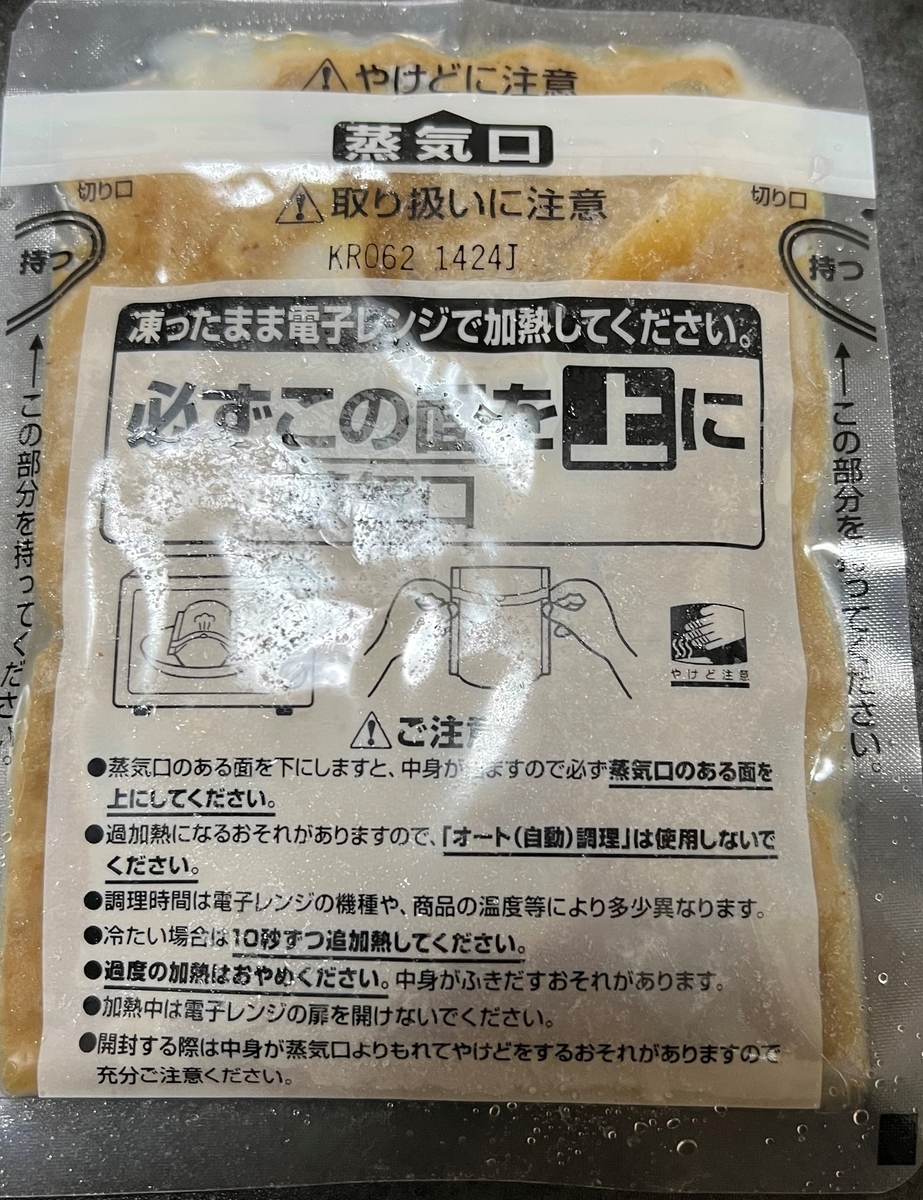 ⚠やけどに注意
蒸気口
切り口
切り口
⚠取り扱いに注意
持つ
持つ
KR062 1424J
凍ったまま電子レンジで加熱してください。
必ずこの面を上に
口
この部分を持ってください。
この部分を ってください。
やけど注意
⚠ご注意
●蒸気口のある面を下にしますと、中身が ますので必ず蒸気口のある面を
上にしてください。
●過加熱になるおそれがありますので、「オート(自動)調理」は使用しないで
ください。
●調理時間は電子レンジの機種や、商品の温度等により多少異なります。
●冷たい場合は10秒ずつ追加熱してください。
●過度の加熱はおやめください。中身がふきだすおそれがあります。
●加熱中は電子レンジの扉を開けないでください。
●開封する際は中身が蒸気口よりもれてやけどをするおそれがありますので
充分ご注意ください。